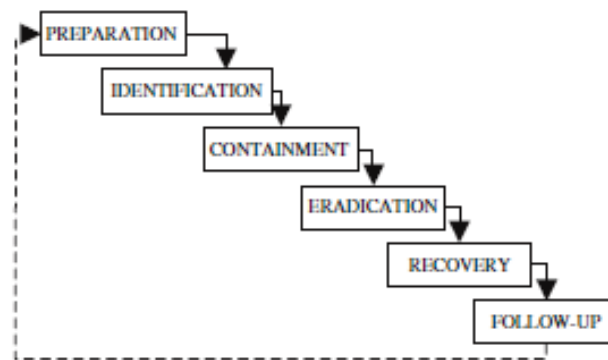 PREPARATION
IDENTIFICATION
CONTAINMENT
ERADICATION
RECOVERY
FOLLOW-UP